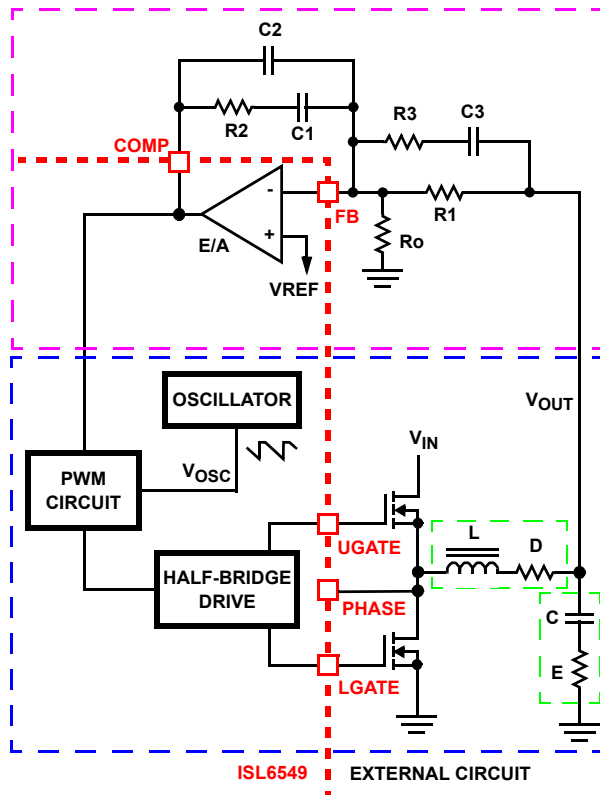 C2
R2
C1
R3
C3
COMP
R1
FB
-
+
E/A
Ro
VREF
OSCILLATOR
VOUT
VIN
PWM
CIRCUIT
VOSC
UGATE
L
D
HALF-BRIDGE
DRIVE
PHASE
C
E
LGATE
ISL6549
EXTERNAL CIRCUIT